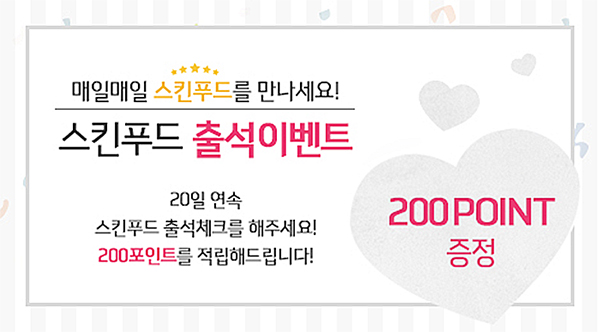 매일매일 스킨푸드를 만나세요!
스킨푸드 출석이벤트
20일 연속
스킨푸드 출석체크를 해주세요!
200포인트를 적립해드립니다!
200POINT
증정